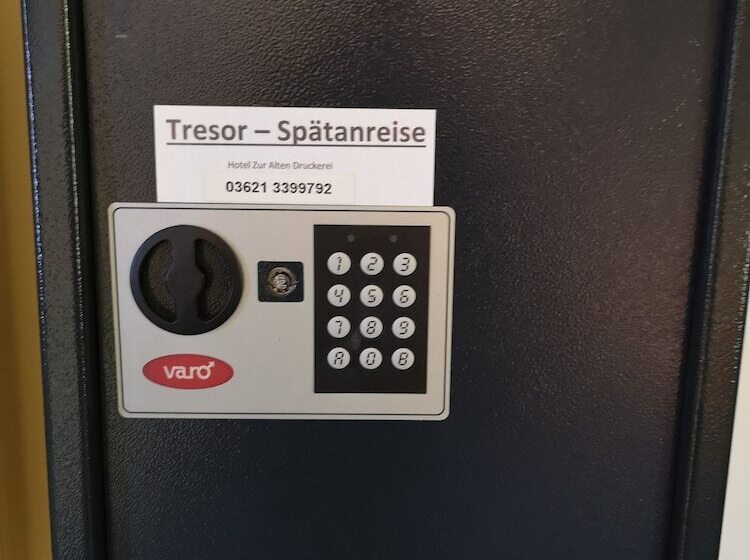 Tresor – Spätanreise
Hotel Zur Alten Druckerei
03621 3399792
1 2 3
4 5 6
7 8 9
A 0 B
varo